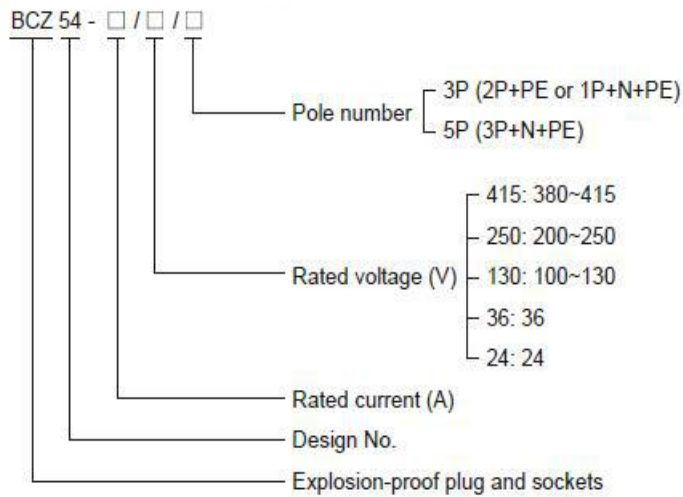 BCZ 54 - □ / □ / □
3P (2P+PE or 1P+N+PE)
Pole number
5P (3P+N+PE)
415: 380~415
250: 200~250
Rated voltage (V)
130: 100~130
36: 36
24: 24
Rated current (A)
Design No.
Explosion-proof plug and sockets